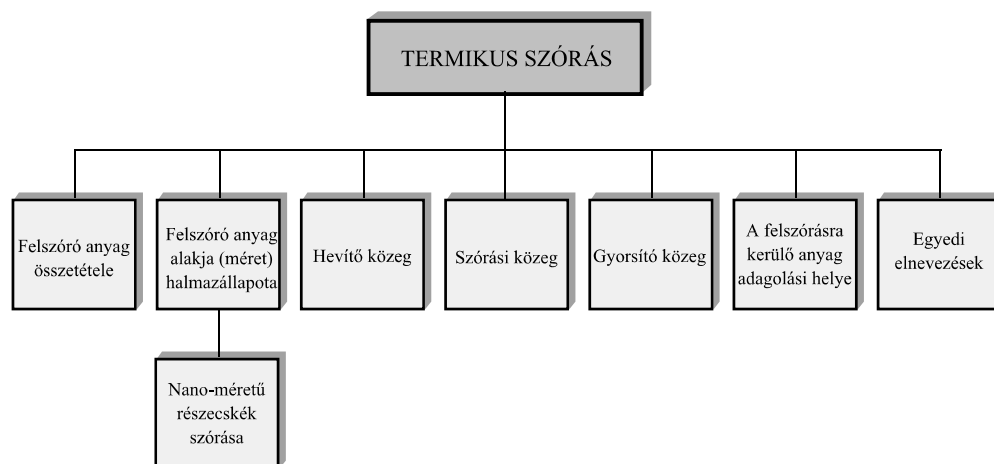 TERMIKUS SZÓRÁS
Felszóró anyag
összetétele
Felszóró anyag
alakja (méret)
halmazállapota
Hevítő közeg
Szórási közeg
Gyorsító közeg
A felszórásra
kerülő anyag
adagolási helye
Egyedi
elnevezések
Nano-méretű
részecskék
szórása